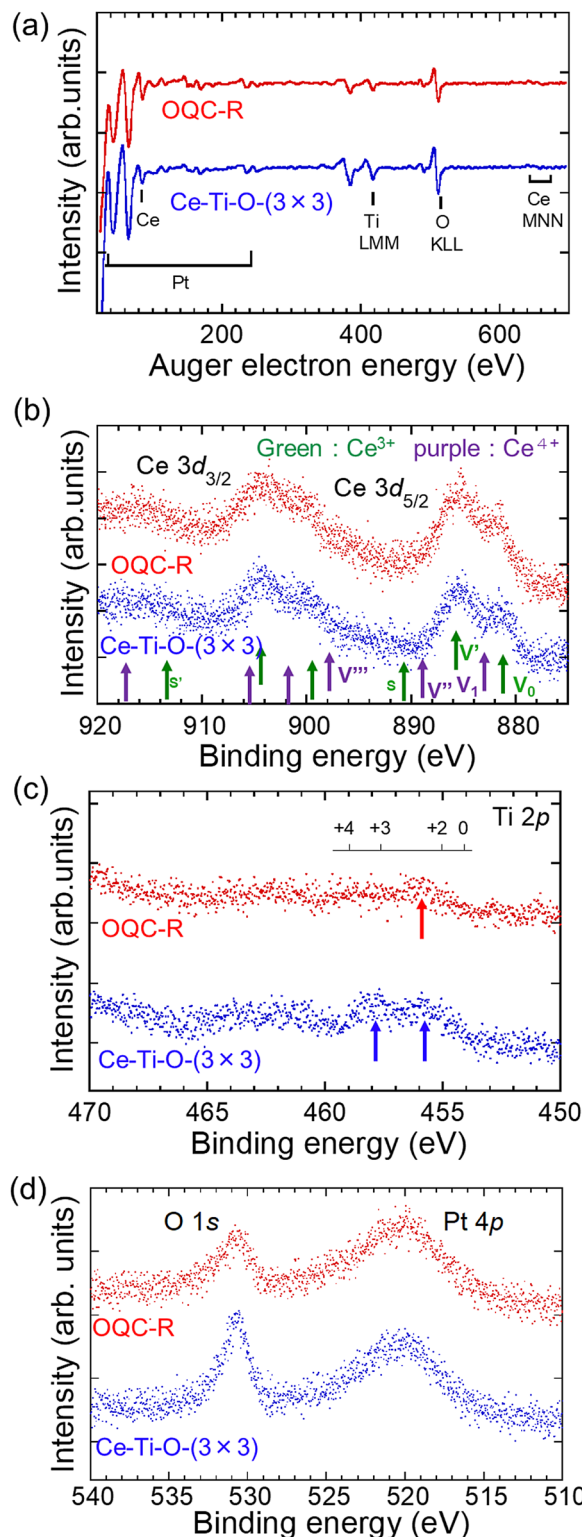 (a)
Intensity (arb.units)
OQC-R
Ce-Ti-O-(3×3)
Ce
Ti
LMM
O
KLL
Ce
MNN
Pt
200
400
600
Auger electron energy (eV)
(b)
Intensity (arb.units)
Green : Ce³⁺ purple : Ce⁴⁺
Ce 3d₃/₂
Ce 3d₅/₂
OQC-R
Ce-Ti-O-(3×3)
s'
V'''
s
V''
V'
V₁
V₀
920 910 900 890 880
Binding energy (eV)
(c)
Intensity (arb.units)
Ti 2p
+4 +3 +2 0
OQC-R
Ce-Ti-O-(3×3)
470 465 460 455 450
Binding energy (eV)
(d)
Intensity (arb. units)
O 1s
Pt 4p
OQC-R
Ce-Ti-O-(3×3)
540 535 530 525 520 515 510
Binding energy (eV)